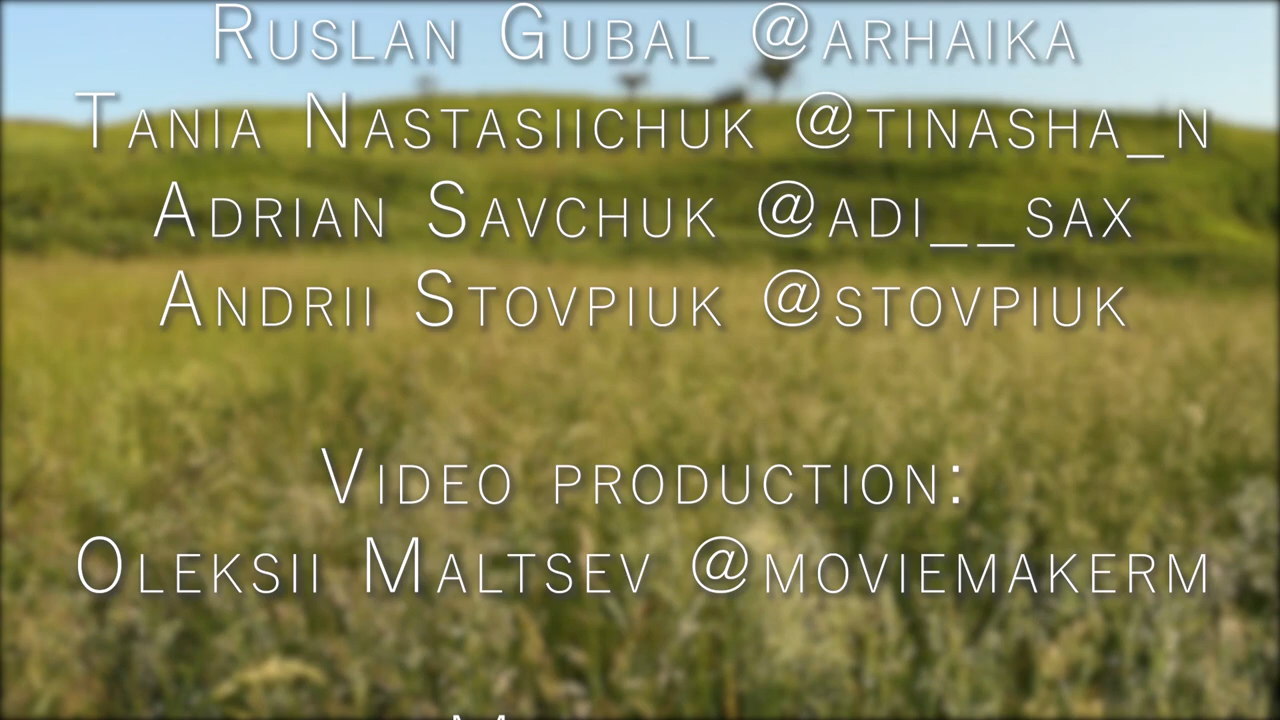 Ruslan Gubal @arhaika
Tania Nastasiichuk @tinasha_n
Adrian Savchuk @adi__sax
Andrii Stovpiuk @stovpiuk
Video production:
Oleksii Maltsev @moviemakerm